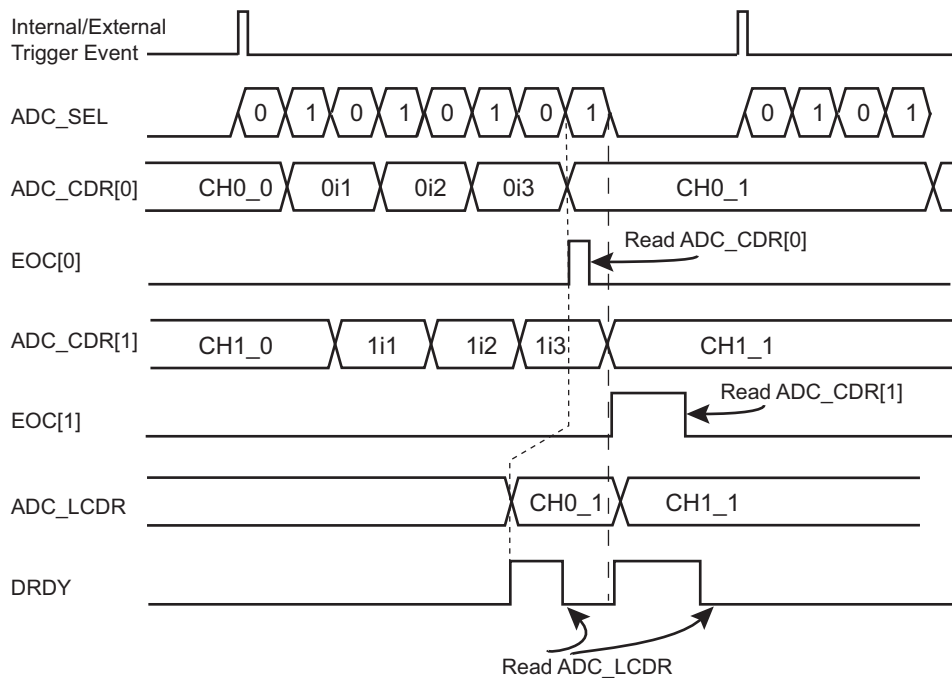 Internal/External
Trigger Event
ADC_SEL 0 1 0 1 0 1 0 1 0 1 0 1
ADC_CDR[0] CH0_0 0i1 0i2 0i3 CH0_1
Read ADC_CDR[0]
EOC[0]
ADC_CDR[1] CH1_0 1i1 1i2 1i3 CH1_1
Read ADC_CDR[1]
EOC[1]
ADC_LCDR CH0_1 CH1_1
DRDY
Read ADC_LCDR